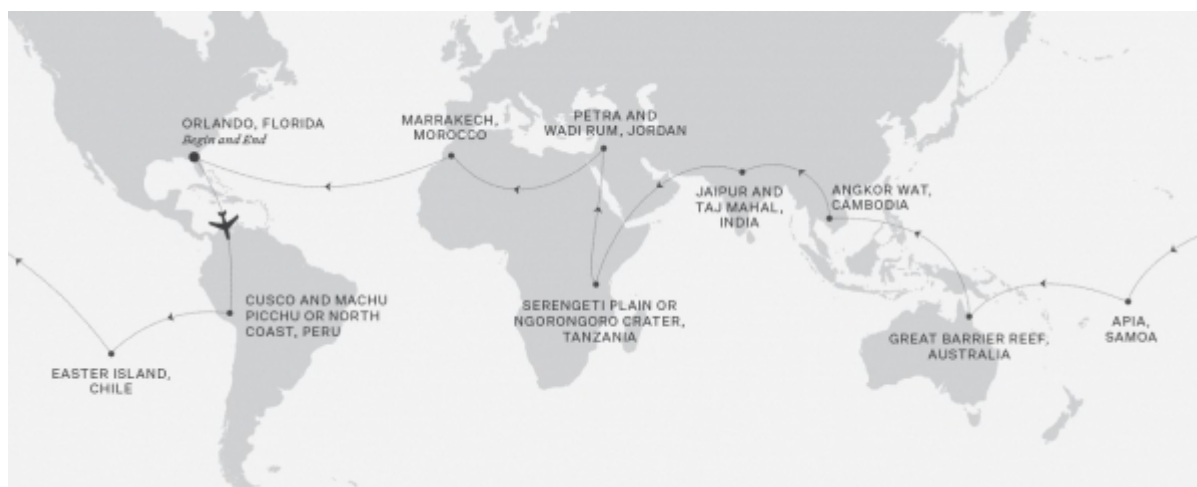 ORLANDO, FLORIDA
Begin and End
MARRAKECH,
MOROCCO
PETRA AND
WADI RUM, JORDAN
JAIPUR AND
TAJ MAHAL,
INDIA
ANGKOR WAT,
CAMBODIA
CUSCO AND MACHU
PICCHU OR NORTH
COAST, PERU
SERENGETI PLAIN OR
NGORONGORO CRATER,
TANZANIA
GREAT BARRIER REEF,
AUSTRALIA
APIA,
SAMOA
EASTER ISLAND,
CHILE